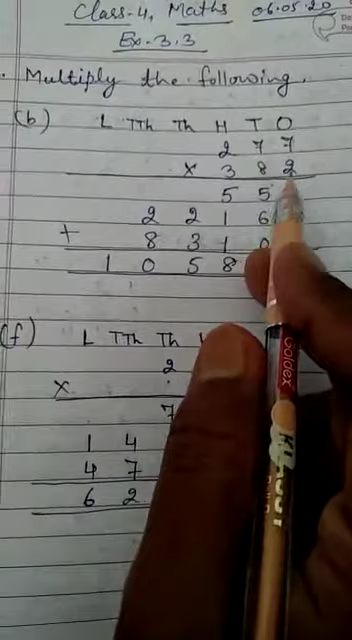 Class-4, Maths 06.05.20
Ex-3.3
Multiply the following.
(b) L TTh Th H T O
2 7 7
× 3 8 2
5 5
2 2 1 6
+ 8 3 1 0
1 0 5 8
(f) L TTh Th
2
×
7
1 4
4 7
6 2
Goldex